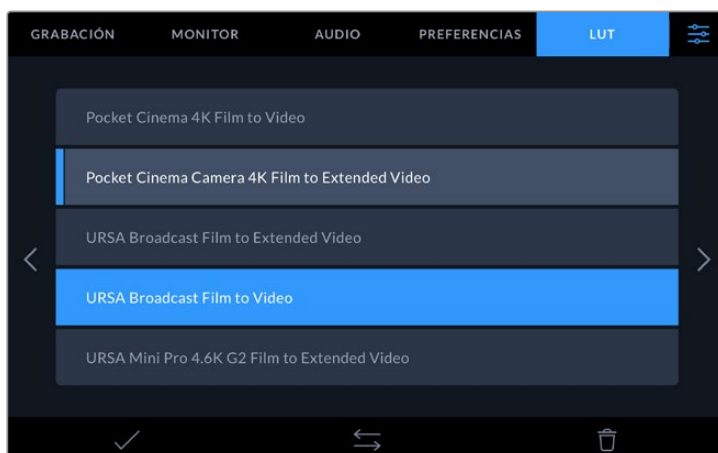 GRABACIÓN MONITOR AUDIO PREFERENCIAS LUT
Pocket Cinema 4K Film to Video
Pocket Cinema Camera 4K Film to Extended Video
URSA Broadcast Film to Extended Video
URSA Broadcast Film to Video
URSA Mini Pro 4.6K G2 Film to Extended Video